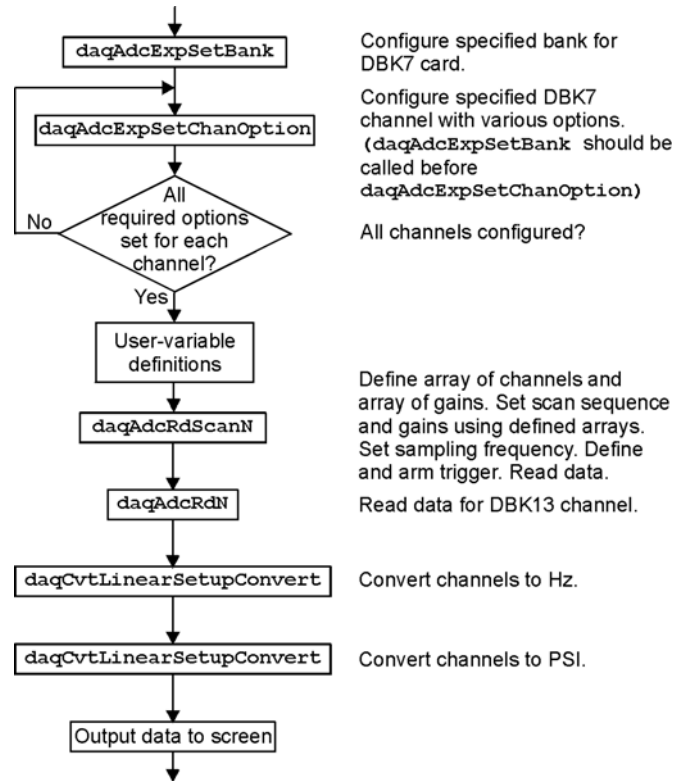 daqAdcExpSetBank
Configure specified bank for
DBK7 card.
daqAdcExpSetChanOption
Configure specified DBK7
channel with various options.
(daqAdcExpSetBank should be
called before
daqAdcExpSetChanOption)
All
required options
set for each
channel?
No
Yes
All channels configured?
User-variable
definitions
daqAdcRdScanN
Define array of channels and
array of gains. Set scan sequence
and gains using defined arrays.
Set sampling frequency. Define
and arm trigger. Read data.
daqAdcRdN
Read data for DBK13 channel.
daqCvtLinearSetupConvert
Convert channels to Hz.
daqCvtLinearSetupConvert
Convert channels to PSI.
Output data to screen